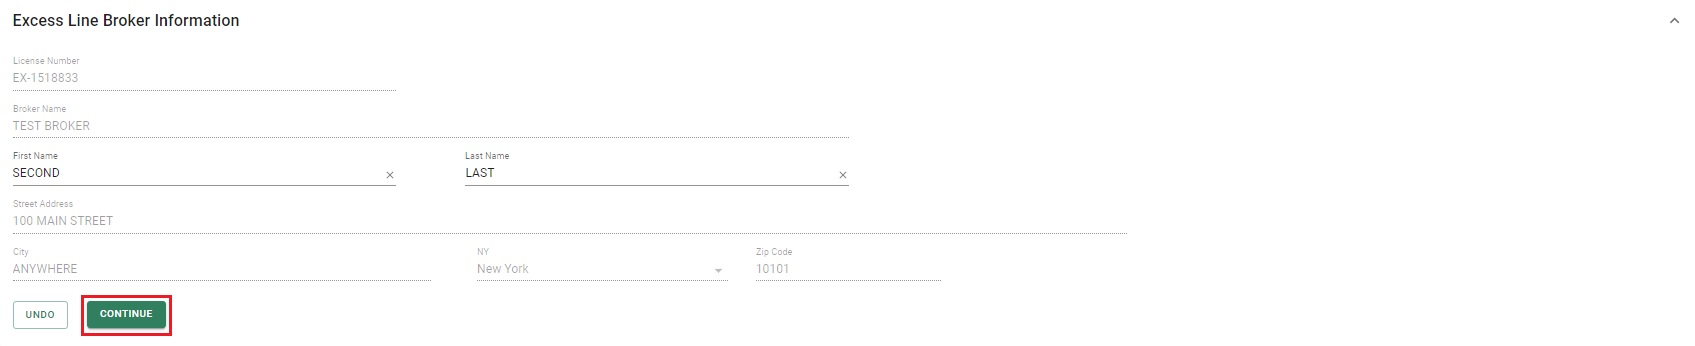 Excess Line Broker Information
License Number
EX-1518833
Broker Name
TEST BROKER
First Name Last Name
SECOND LAST
Street Address
100 MAIN STREET
City NY Zip Code
ANYWHERE New York 10101
UNDO CONTINUE